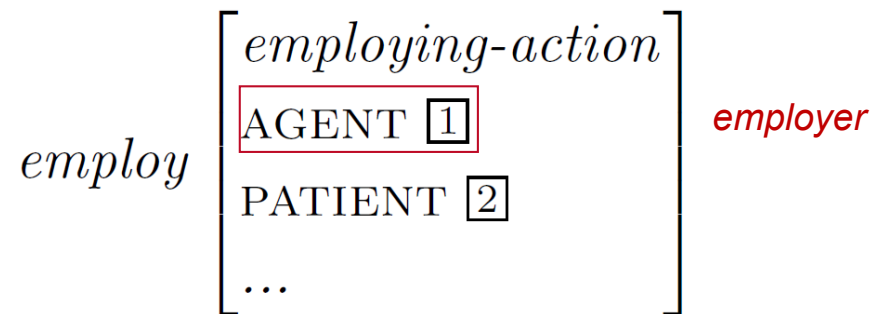 employing-action
AGENT 1 employer
employ
PATIENT 2
...